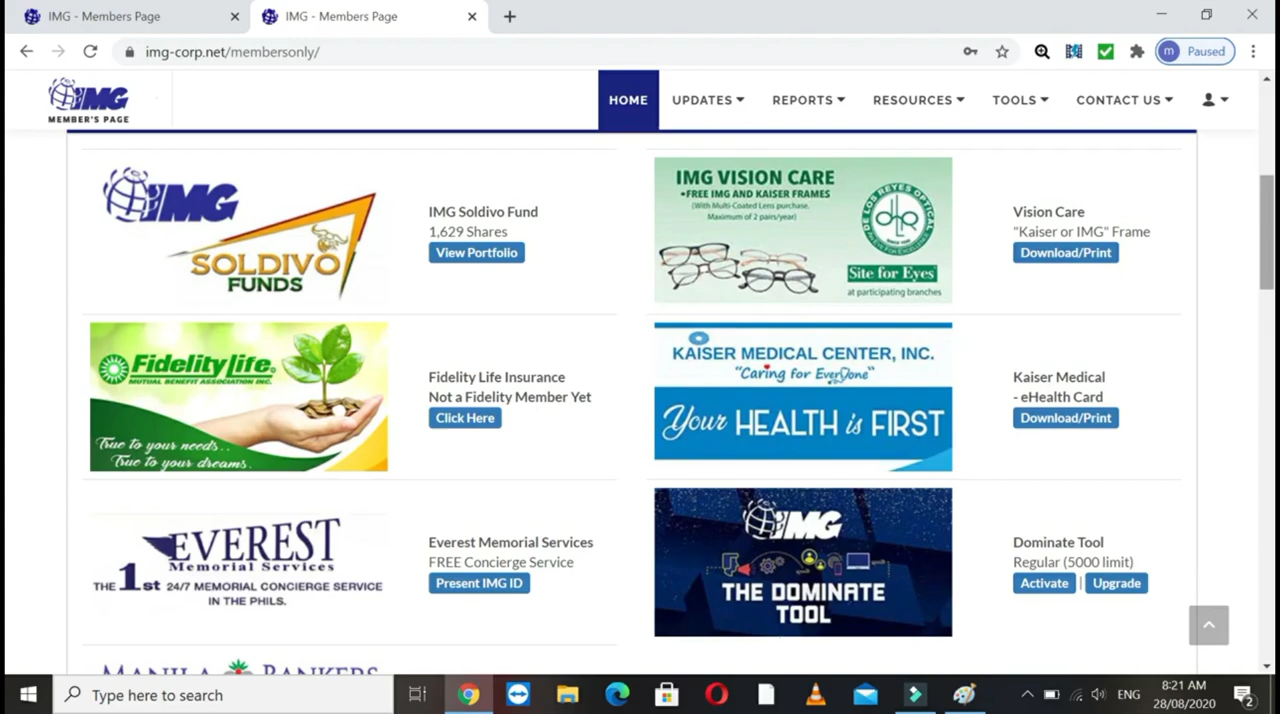 IMG - Members Page
IMG - Members Page
img-corp.net/membersonly/
m Paused
IMG
MEMBER'S PAGE
HOME
UPDATES
REPORTS
RESOURCES
TOOLS
CONTACT US
IMG
SOLDIVO
FUNDS
IMG Soldivo Fund
1,629 Shares
View Portfolio
IMG VISION CARE
•FREE IMG AND KAISER FRAMES
(With Multi-Coated Lens purchase,
Maximum of 2 pairs/year)
DE LOS REYES OPTICAL
Site for Eyes
at participating branches
Vision Care
"Kaiser or IMG" Frame
Download/Print
Fidelity life
MUTUAL BENEFIT ASSOCIATION INC.
True to your needs..
True to your dreams.
Fidelity Life Insurance
Not a Fidelity Member Yet
Click Here
KAISER MEDICAL CENTER, INC.
"Caring for EveryOne"
Your HEALTH is FIRST
Kaiser Medical
- eHealth Card
Download/Print
EVEREST
Memorial Services
THE 1st 24/7 MEMORIAL CONCIERGE SERVICE
IN THE PHILS.
Everest Memorial Services
FREE Concierge Service
Present IMG ID
IMG
THE DOMINATE
TOOL
Dominate Tool
Regular (5000 limit)
Activate | Upgrade
MANILA BANKERS
Type here to search
ENG
8:21 AM
28/08/2020
2